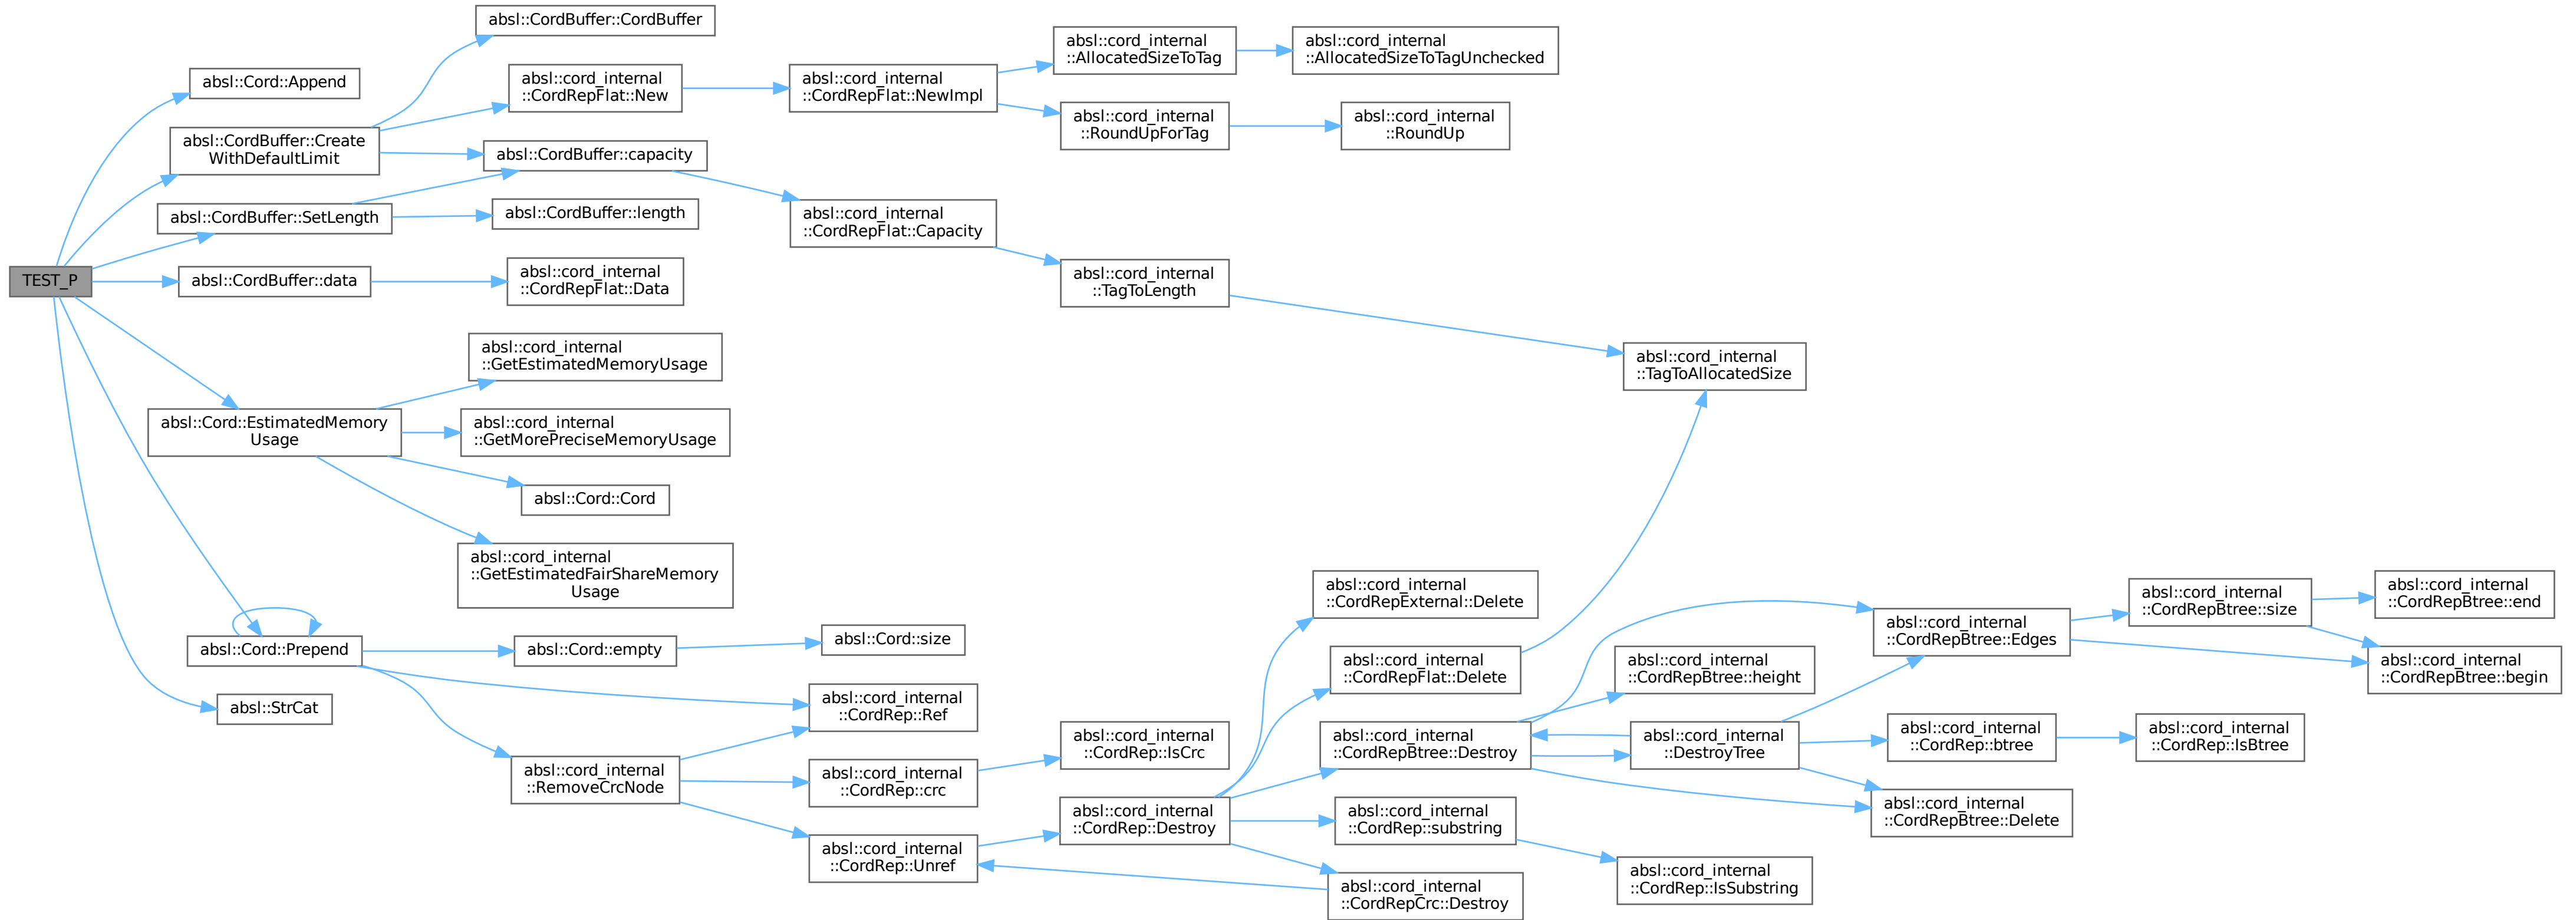 TEST_P
absl::Cord::Append
absl::CordBuffer::Create
WithDefaultLimit
absl::CordBuffer::SetLength
absl::CordBuffer::data
absl::Cord::EstimatedMemory
Usage
absl::Cord::Prepend
absl::StrCat
absl::CordBuffer::CordBuffer
absl::cord_internal
::CordRepFlat::New
absl::CordBuffer::capacity
absl::CordBuffer::length
absl::cord_internal
::CordRepFlat::Data
absl::cord_internal
::GetEstimatedMemoryUsage
absl::cord_internal
::GetMorePreciseMemoryUsage
absl::Cord::Cord
absl::cord_internal
::GetEstimatedFairShareMemory
Usage
absl::Cord::empty
absl::cord_internal
::RemoveCrcNode
absl::cord_internal
::CordRepFlat::NewImpl
absl::cord_internal
::CordRepFlat::Capacity
absl::Cord::size
absl::cord_internal
::CordRep::Ref
absl::cord_internal
::CordRep::crc
absl::cord_internal
::CordRep::Unref
absl::cord_internal
::AllocatedSizeToTag
absl::cord_internal
::RoundUpForTag
absl::cord_internal
::TagToLength
absl::cord_internal
::CordRep::IsCrc
absl::cord_internal
::CordRep::Destroy
absl::cord_internal
::AllocatedSizeToTagUnchecked
absl::cord_internal
::RoundUp
absl::cord_internal
::CordRepExternal::Delete
absl::cord_internal
::CordRepFlat::Delete
absl::cord_internal
::CordRepBtree::Destroy
absl::cord_internal
::CordRep::substring
absl::cord_internal
::CordRepCrc::Destroy
absl::cord_internal
::TagToAllocatedSize
absl::cord_internal
::CordRepBtree::height
absl::cord_internal
::DestroyTree
absl::cord_internal
::CordRep::IsSubstring
absl::cord_internal
::CordRepBtree::Edges
absl::cord_internal
::CordRep::btree
absl::cord_internal
::CordRepBtree::Delete
absl::cord_internal
::CordRepBtree::size
absl::cord_internal
::CordRep::IsBtree
absl::cord_internal
::CordRepBtree::end
absl::cord_internal
::CordRepBtree::begin